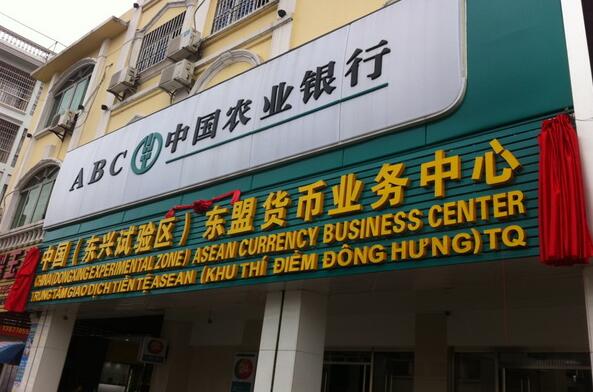 ABC 中国农业银行
中国（东兴试验区）东盟货币业务中心
CHINA(DONGXING EXPERIMENTAL ZONE) ASEAN CURRENCY BUSINESS CENTER
TRUNG TÂM GIAO DỊCH TIỀN TỆ ASEAN (KHU THÍ ĐIỂM ĐÔNG HƯNG) TQ